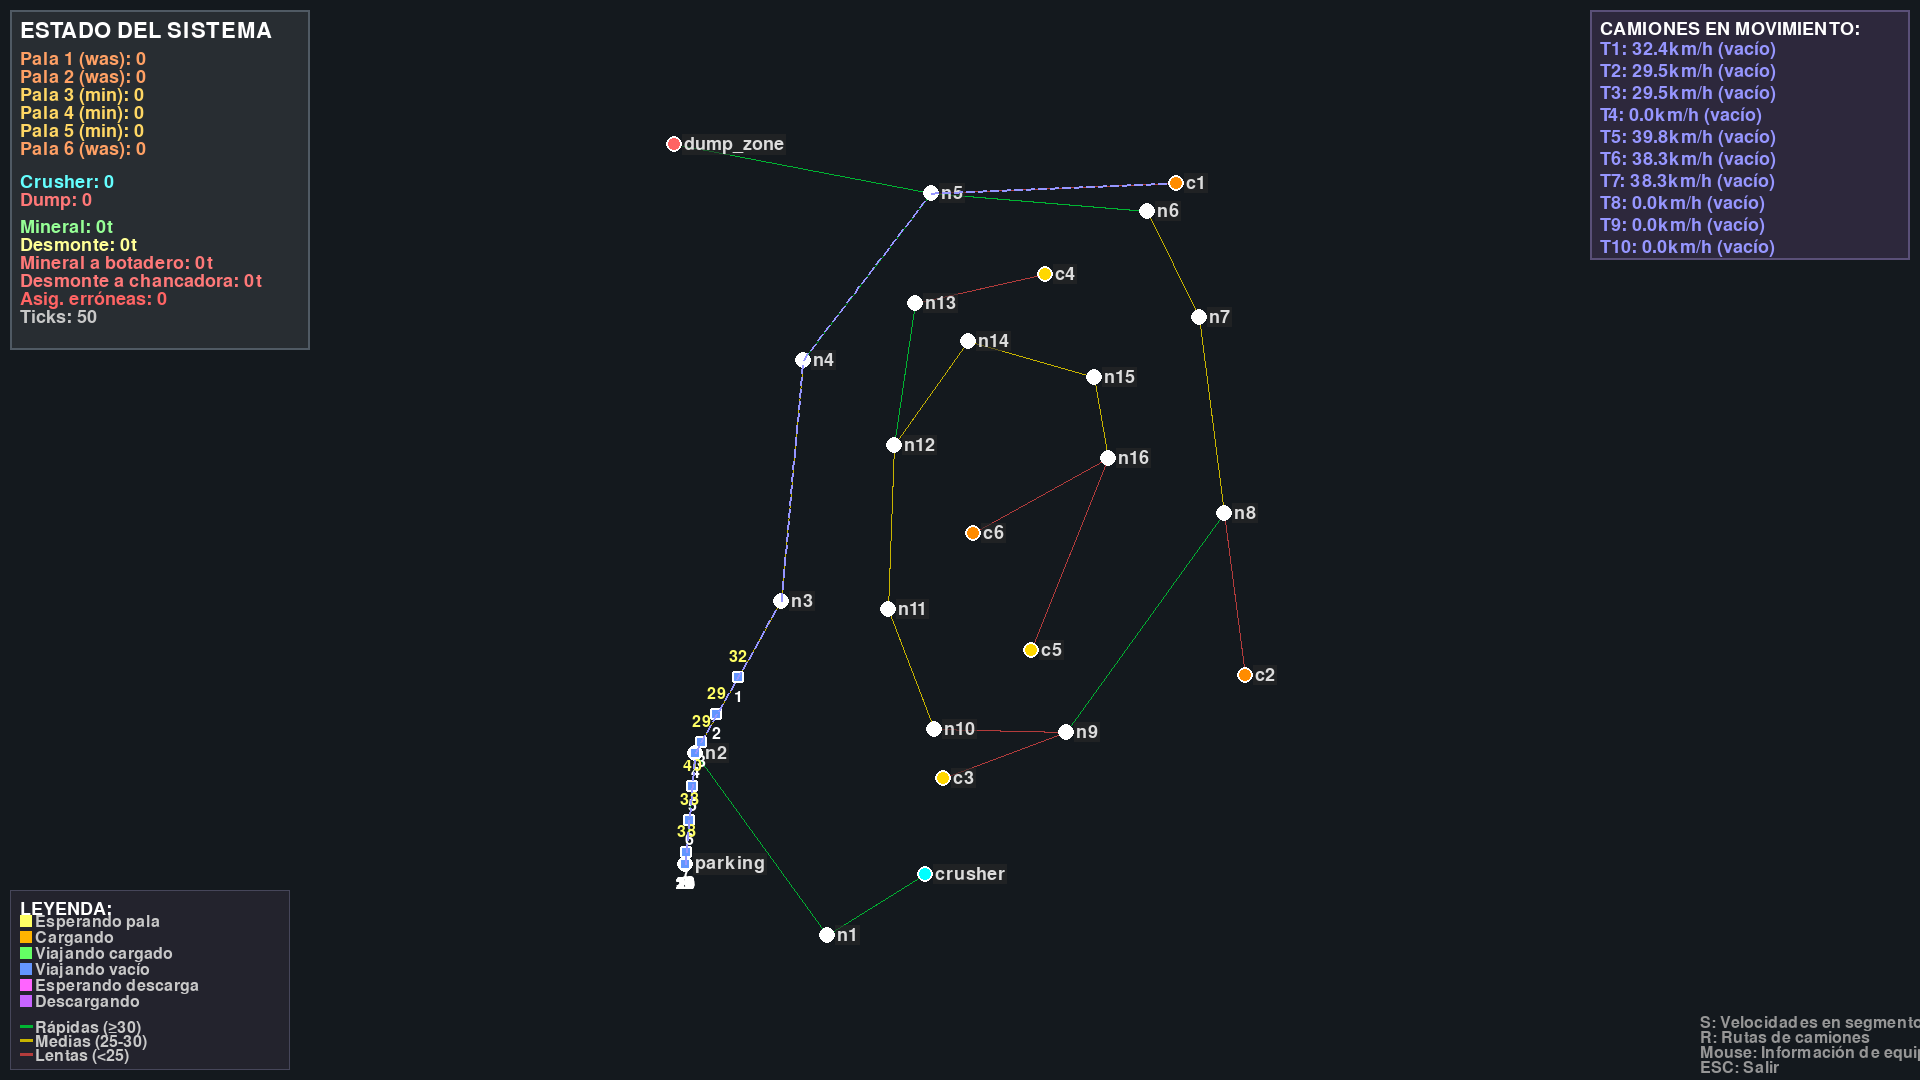 ESTADO DEL SISTEMA
Pala 1 (was): 0
Pala 2 (was): 0
Pala 3 (min): 0
Pala 4 (min): 0
Pala 5 (min): 0
Pala 6 (was): 0
Crusher: 0
Dump: 0
Mineral: 0t
Desmonte: 0t
Mineral a botadero: 0t
Desmonte a chancadora: 0t
Asig. erróneas: 0
Ticks: 50
CAMIONES EN MOVIMIENTO:
T1: 32.4km/h (vacío)
T2: 29.5km/h (vacío)
T3: 29.5km/h (vacío)
T4: 0.0km/h (vacío)
T5: 39.8km/h (vacío)
T6: 38.3km/h (vacío)
T7: 38.3km/h (vacío)
T8: 0.0km/h (vacío)
T9: 0.0km/h (vacío)
T10: 0.0km/h (vacío)
dump_zone
n5
c1
n6
c4
n13
n7
n14
n4
n15
n12
n16
n8
c6
n3
n11
c5
32
c2
1
29
29
2
n10
n9
n2
c3
4
38
5
38
6
parking
crusher
n1
LEYENDA:
Esperando pala
Cargando
Viajando cargado
Viajando vacío
Esperando descarga
Descargando
Rápidas (≥30)
Medias (25-30)
Lentas (<25)
S: Velocidades en segmento
R: Rutas de camiones
Mouse: Información de equip
ESC: Salir